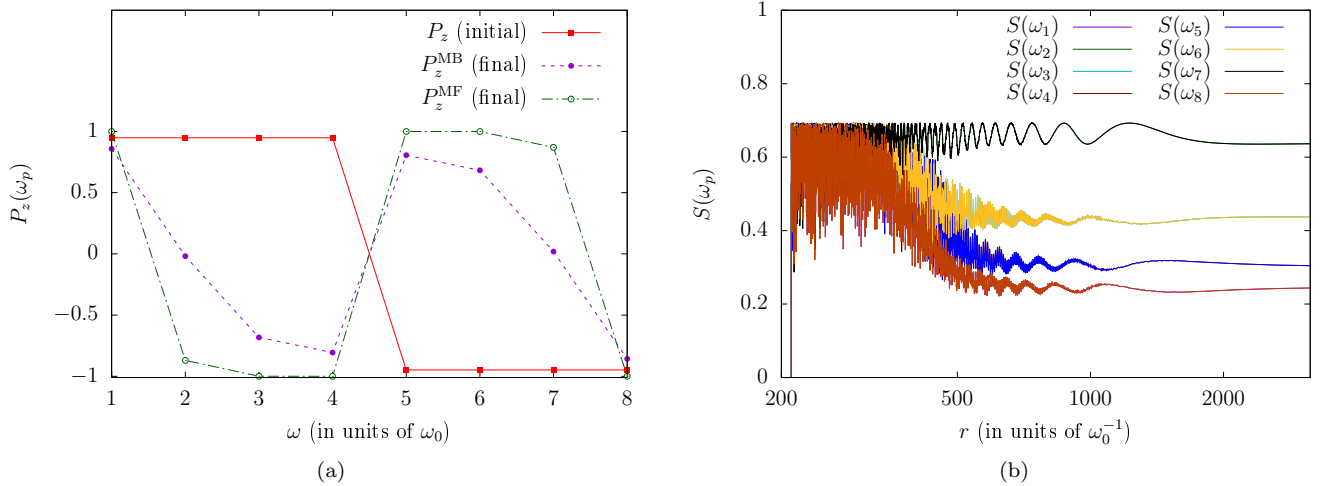 P_z (initial)
P_z^MB (final)
P_z^MF (final)
P_z(ω_p)
1
0.5
0
−0.5
−1
1 2 3 4 5 6 7 8
ω (in units of ω_0)
(a)
S(ω_1) S(ω_5)
S(ω_2) S(ω_6)
S(ω_3) S(ω_7)
S(ω_4) S(ω_8)
S(ω_p)
1
0.8
0.6
0.4
0.2
0
200 500 1000 2000
r (in units of ω_0^−1)
(b)